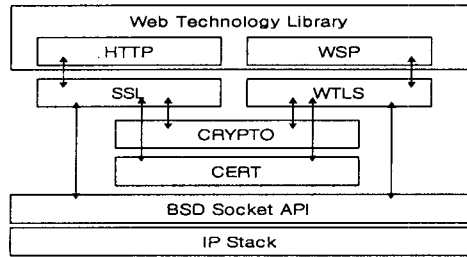 Web Technology Library
HTTP
WSP
SSL
WTLS
CRYPTO
CERT
BSD Socket API
IP Stack